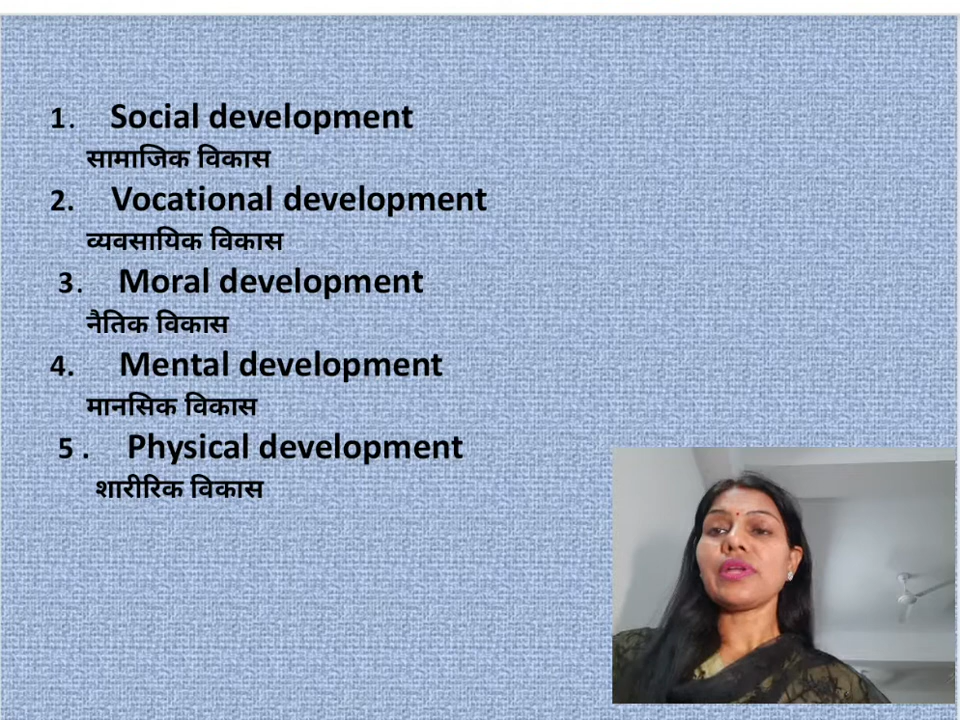 1. Social development
सामाजिक विकास
2. Vocational development
व्यवसायिक विकास
3. Moral development
नैतिक विकास
4. Mental development
मानसिक विकास
5 . Physical development
शारीरिक विकास